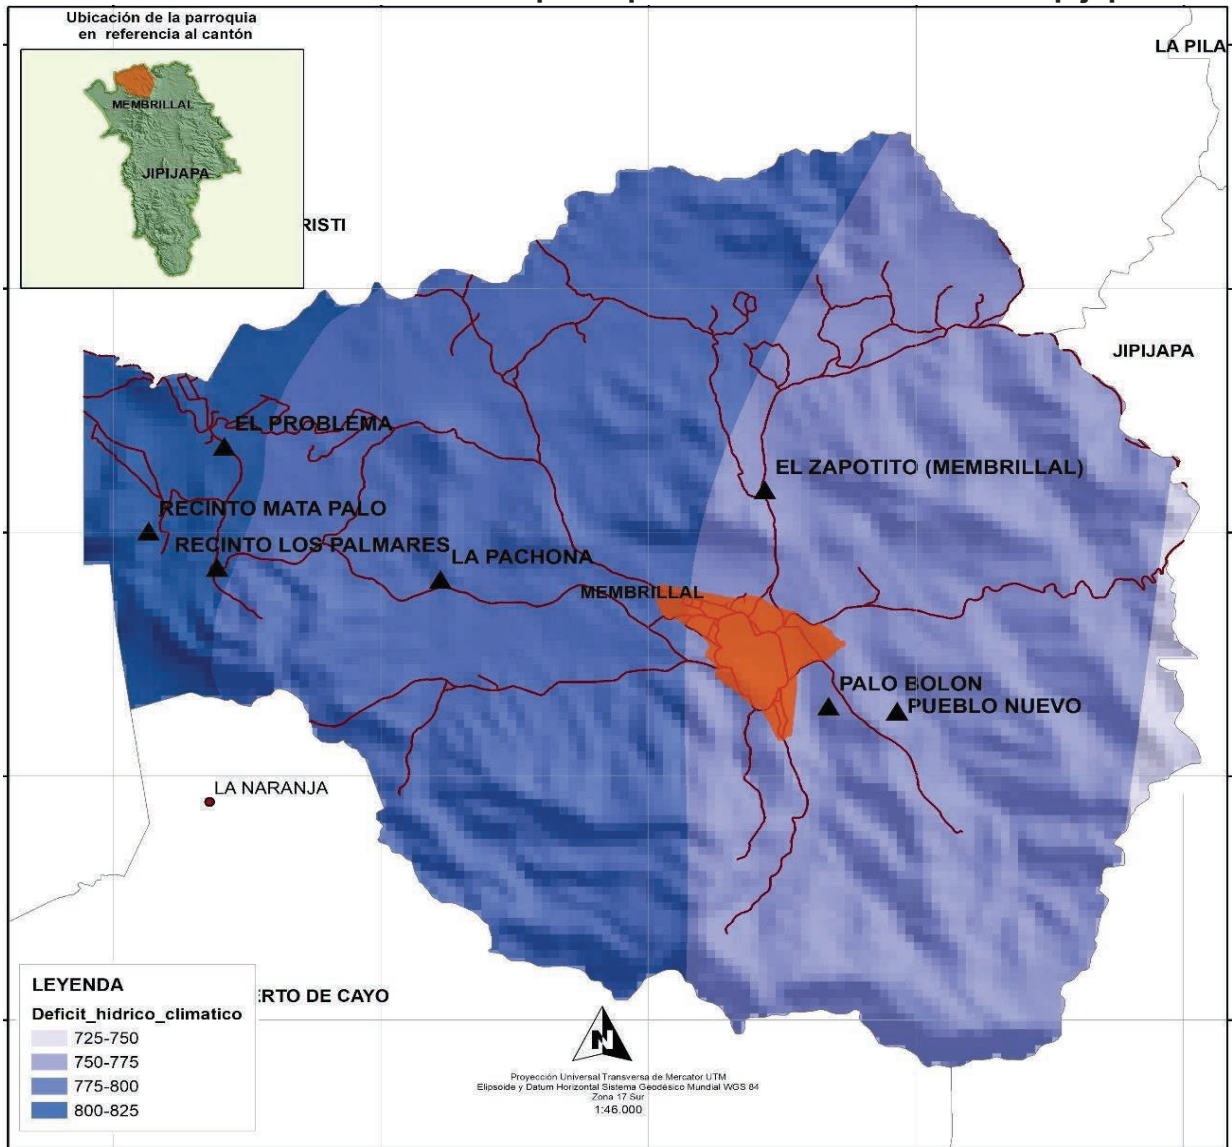 Ubicación de la parroquia
en referencia al cantón
MEMBRILLAL
JIPIJAPA
LA PILA
RISTI
JIPIJAPA
EL PROBLEMA
EL ZAPOTITO (MEMBRILLAL)
RECINTO MATA PALO
RECINTO LOS PALMARES
LA PACHONA
MEMBRILLAL
PALO BOLON
PUEBLO NUEVO
LA NARANJA
ERTO DE CAYO
LEYENDA
Deficit_hidrico_climatico
725-750
750-775
775-800
800-825
N
Proyección Universal Transversa de Mercator UTM
Elipsoide y Datum Horizontal Sistema Geodésico Mundial WGS 84
Zona 17 Sur
1:46.000